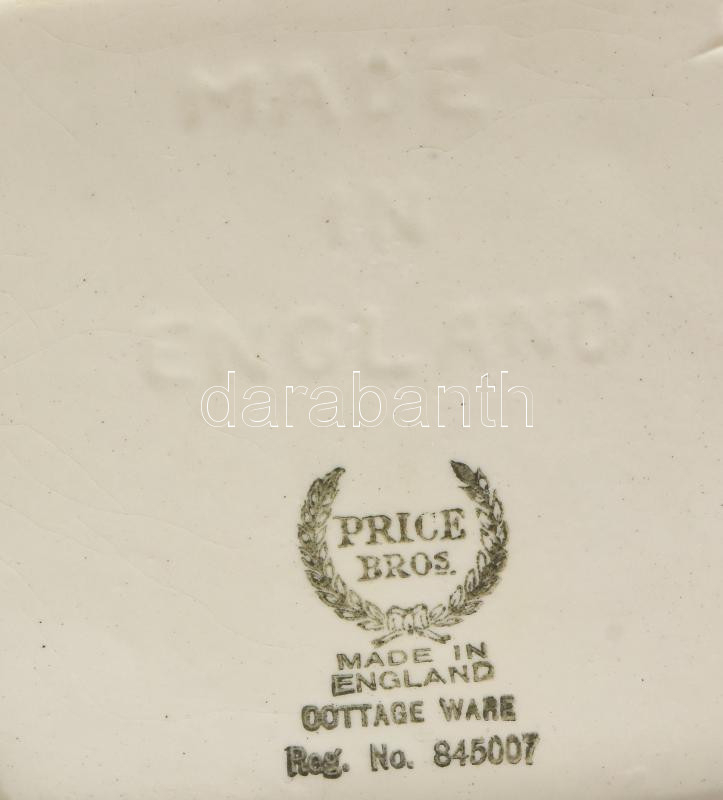 MADE
IN
ENGLAND
darabanth
PRICE
BROS.
MADE IN
ENGLAND
COTTAGE WARE
Reg. No. 845007